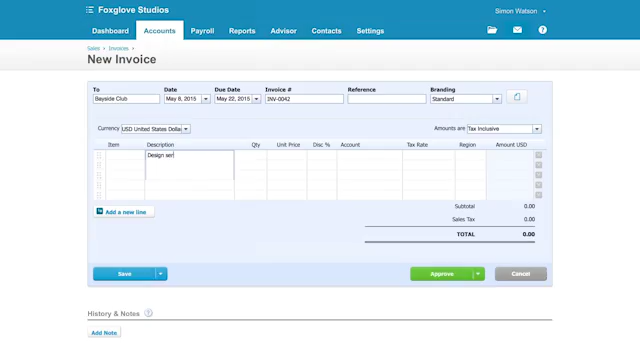 Foxglove Studios
Simon Watson
Dashboard Accounts Payroll Reports Advisor Contacts Settings
Sales › Invoices ›
New Invoice
To Date Due Date Invoice # Reference Branding
Bayside Club May 8, 2015 May 22, 2015 INV-0042 Standard
Currency USD United States Dolla Amounts are Tax Inclusive
Item Description Qty Unit Price Disc % Account Tax Rate Region Amount USD
Design ser
Add a new line
Subtotal 0.00
Sales Tax 0.00
TOTAL 0.00
Save Approve Cancel
History & Notes ?
Add Note